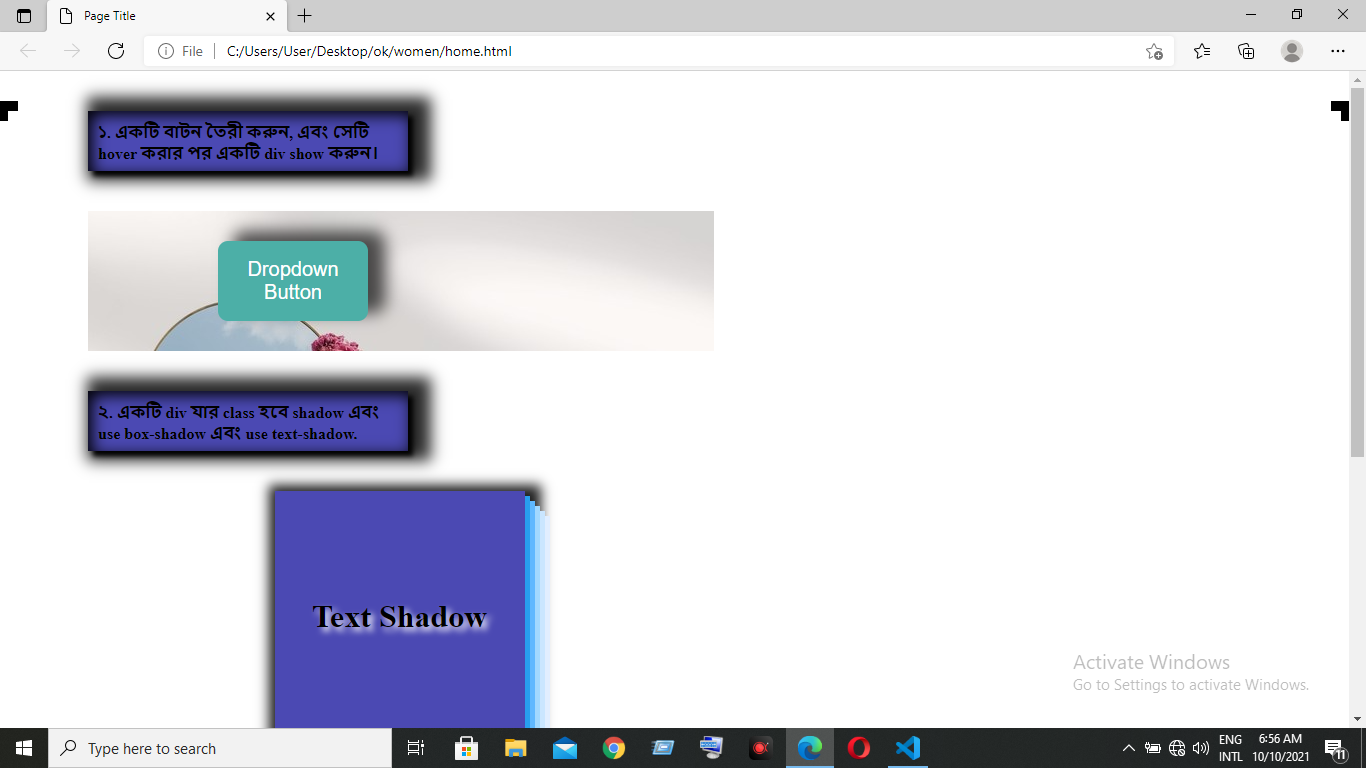 Page Title
File
C:/Users/User/Desktop/ok/women/home.html
১. একটি বাটন তৈরী করুন, এবং সেটি
hover করার পর একটি div show করুন।
Dropdown
Button
২. একটি div যার class হবে shadow এবং
use box-shadow এবং use text-shadow.
Text Shadow
Activate Windows
Go to Settings to activate Windows.
Type here to search
ENG
INTL
6:56 AM
10/10/2021
11